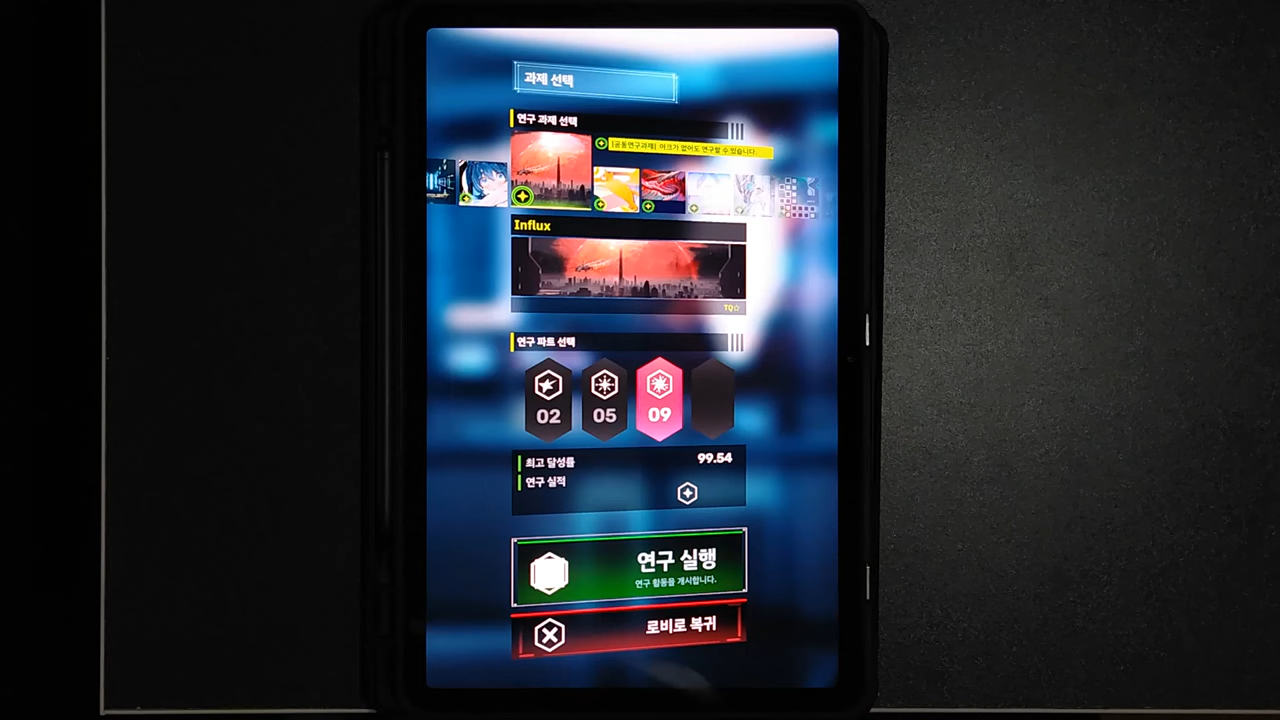 과제 선택
연구 과제 선택
[공동연구과제] 아크가 없어도 연구할 수 있습니다.
Influx
TQ☆
연구 파트 선택
02 05 09
최고 달성률 99.54
연구 실적
연구 실행
연구 활동을 개시합니다.
로비로 복귀